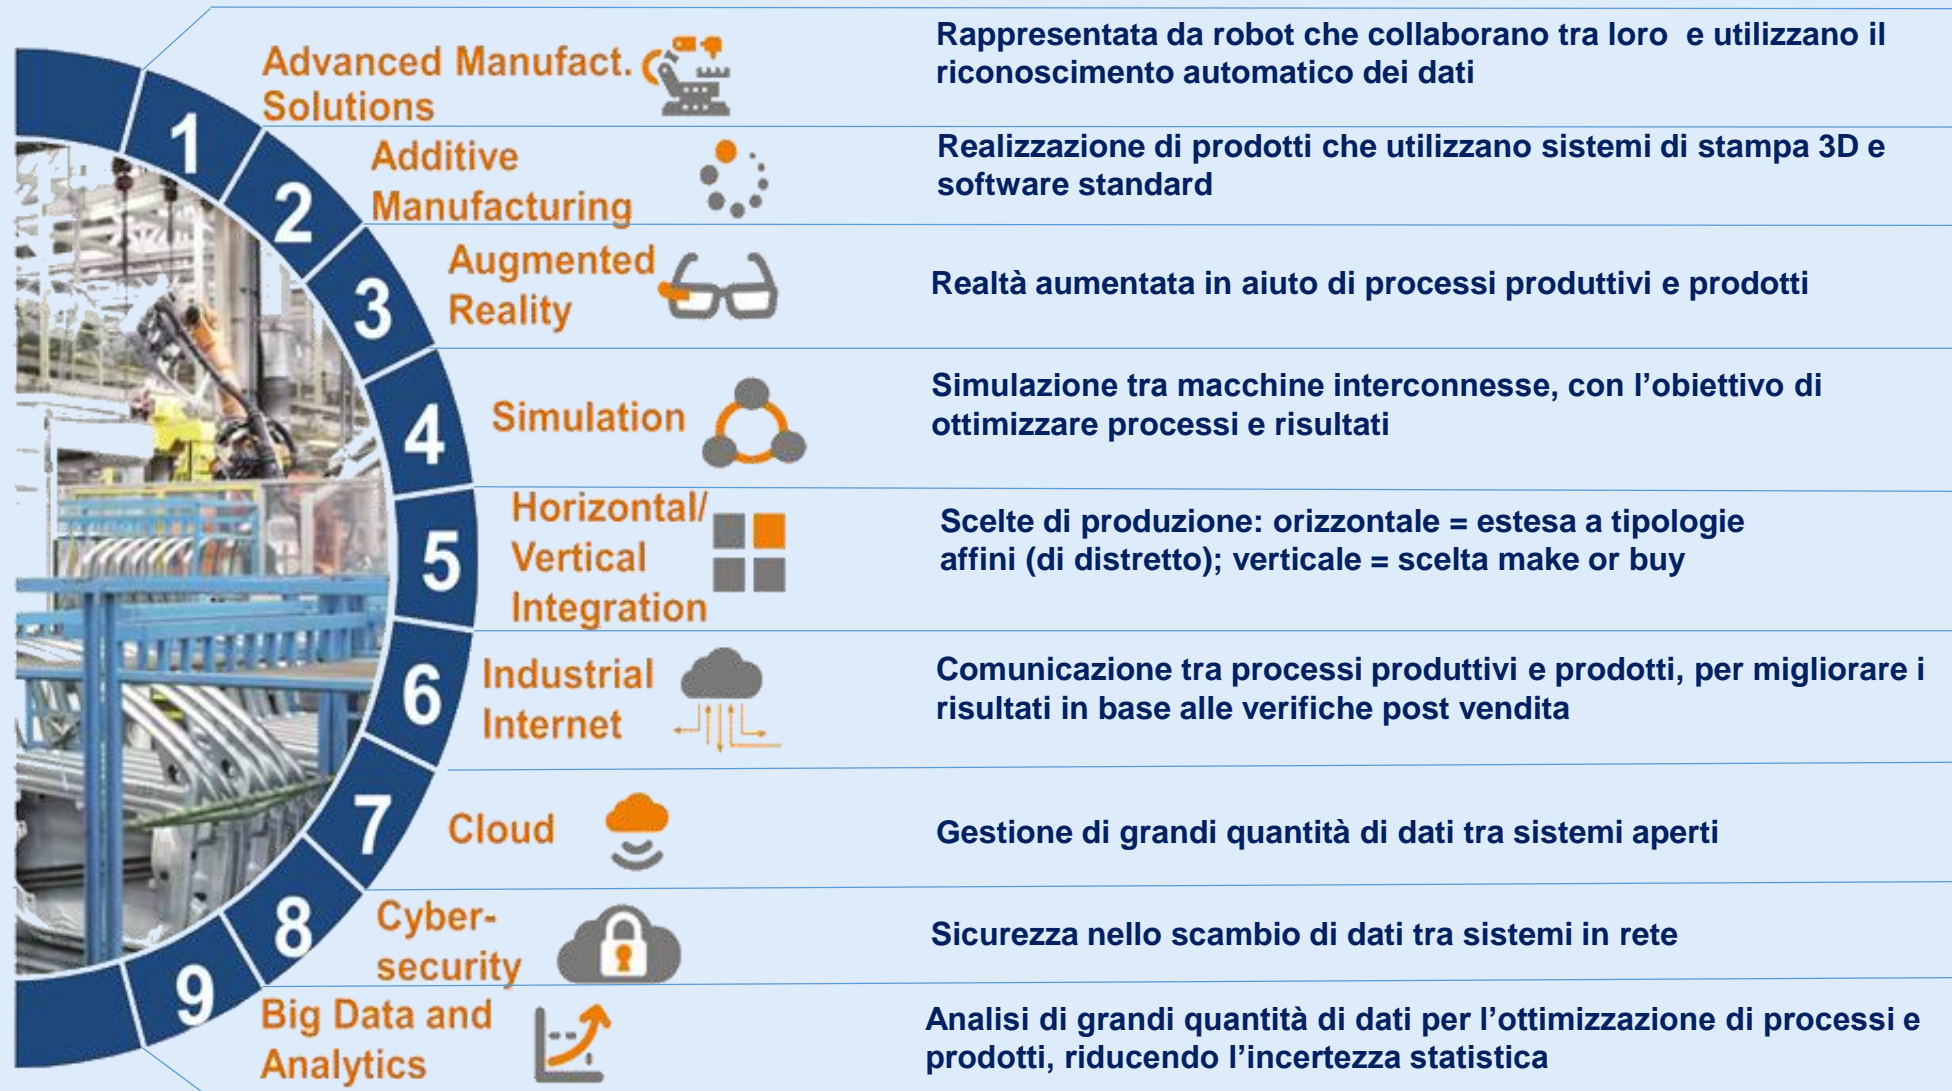 1
Advanced Manufact.
Solutions
Rappresentata da robot che collaborano tra loro e utilizzano il
riconoscimento automatico dei dati
2
Additive
Manufacturing
Realizzazione di prodotti che utilizzano sistemi di stampa 3D e
software standard
3
Augmented
Reality
Realtà aumentata in aiuto di processi produttivi e prodotti
4
Simulation
Simulazione tra macchine interconnesse, con l’obiettivo di
ottimizzare processi e risultati
5
Horizontal/
Vertical
Integration
Scelte di produzione: orizzontale = estesa a tipologie
affini (di distretto); verticale = scelta make or buy
6
Industrial
Internet
Comunicazione tra processi produttivi e prodotti, per migliorare i
risultati in base alle verifiche post vendita
7
Cloud
Gestione di grandi quantità di dati tra sistemi aperti
8
Cyber-
security
Sicurezza nello scambio di dati tra sistemi in rete
9
Big Data and
Analytics
Analisi di grandi quantità di dati per l’ottimizzazione di processi e
prodotti, riducendo l’incertezza statistica